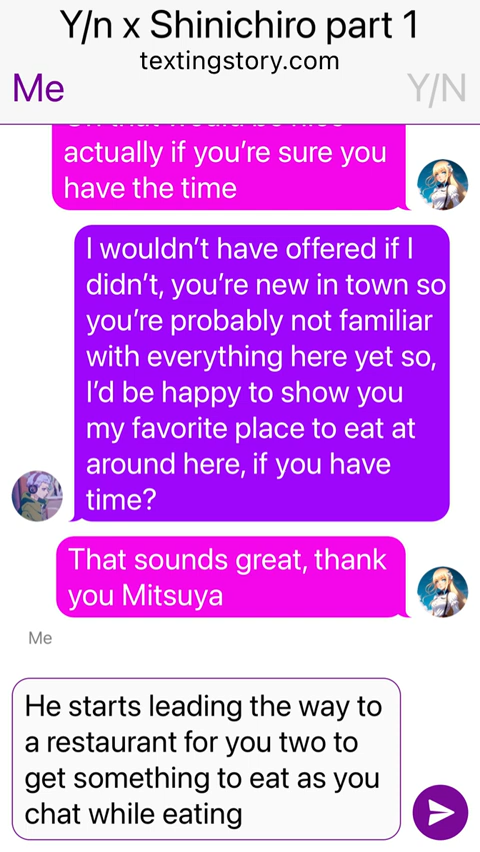 Y/n x Shinichiro part 1
textingstory.com
Me
Y/N
actually if you're sure you
have the time
I wouldn't have offered if I
didn't, you're new in town so
you're probably not familiar
with everything here yet so,
I'd be happy to show you
my favorite place to eat at
around here, if you have
time?
That sounds great, thank
you Mitsuya
Me
He starts leading the way to
a restaurant for you two to
get something to eat as you
chat while eating